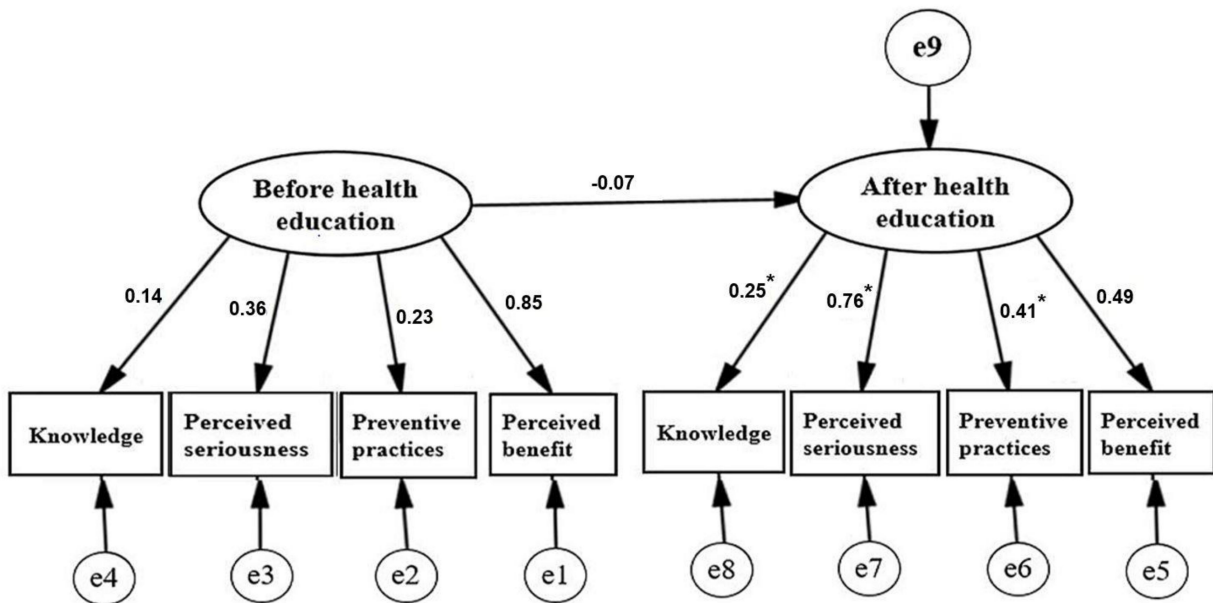 e9
Before health
education
-0.07
After health
education
0.14
0.36
0.23
0.85
0.25*
0.76*
0.41*
0.49
Knowledge
Perceived
seriousness
Preventive
practices
Perceived
benefit
Knowledge
Perceived
seriousness
Preventive
practices
Perceived
benefit
e4
e3
e2
e1
e8
e7
e6
e5